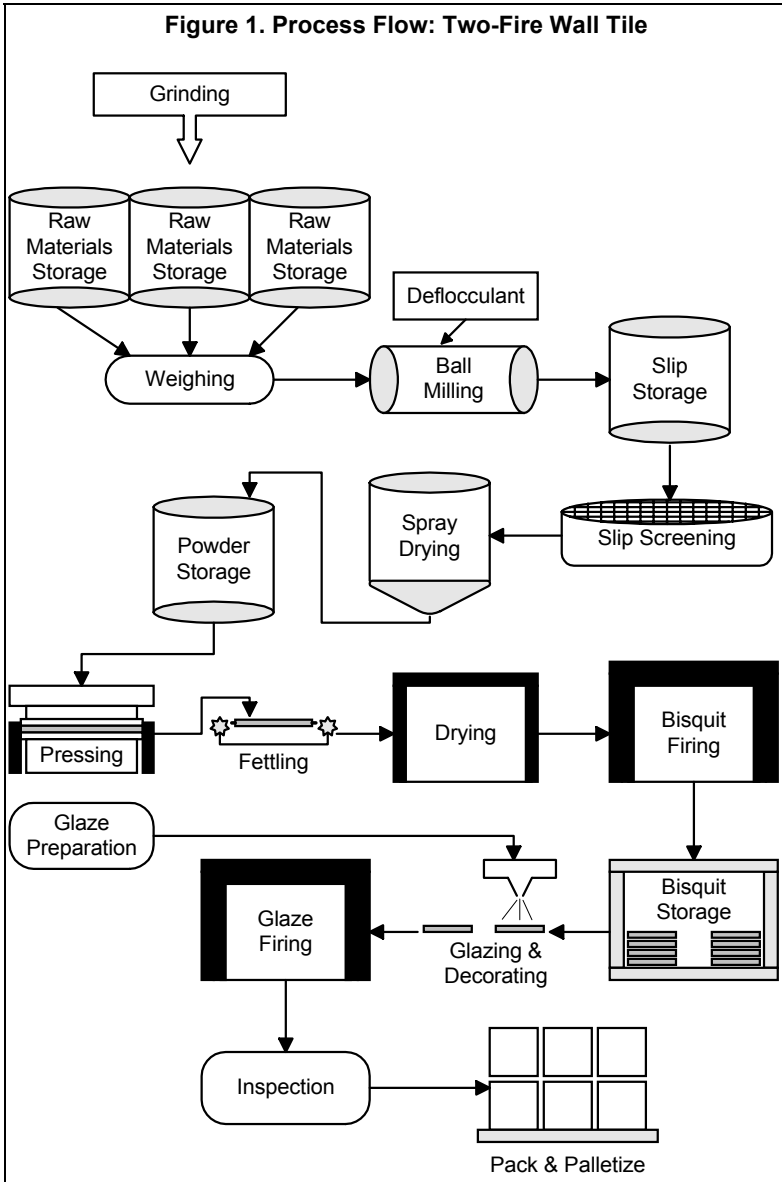 Figure 1. Process Flow: Two-Fire Wall Tile
Grinding
Raw
Materials
Storage
Raw
Materials
Storage
Raw
Materials
Storage
Deflocculant
Weighing
Ball
Milling
Slip
Storage
Powder
Storage
Spray
Drying
Slip Screening
Pressing
Fettling
Drying
Bisquit
Firing
Glaze
Preparation
Glaze
Firing
Glazing &
Decorating
Bisquit
Storage
Inspection
Pack & Palletize